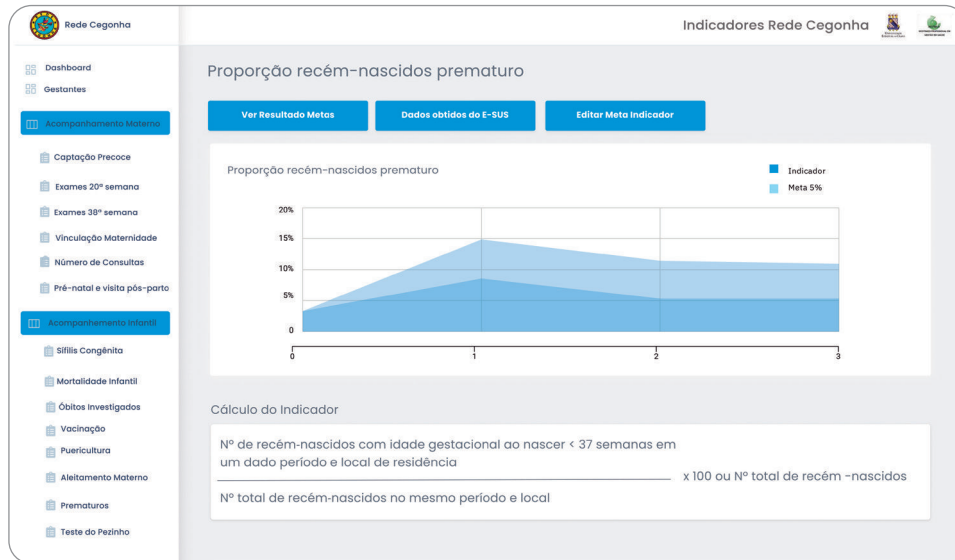 Rede Cegonha
Indicadores Rede Cegonha
Dashboard
Gestantes
Acompanhamento Materno
Captação Precoce
Exames 20ª semana
Exames 38ª semana
Vinculação Maternidade
Número de Consultas
Pré-natal e visita pós-parto
Acompanhemento Infantil
Sífilis Congênita
Mortalidade Infantil
Óbitos Investigados
Vacinação
Puericultura
Aleitamento Materno
Prematuros
Teste do Pezinho
Proporção recém-nascidos prematuro
Ver Resultado Metas
Dados obtidos do E-SUS
Editar Meta Indicador
Proporção recém-nascidos prematuro
Indicador
Meta 5%
20%
15%
10%
5%
0
0 1 2 3
Cálculo do Indicador
Nº de recém-nascidos com idade gestacional ao nascer < 37 semanas em
um dado período e local de residência
x 100 ou Nº total de recém -nascidos
Nº total de recém-nascidos no mesmo período e local